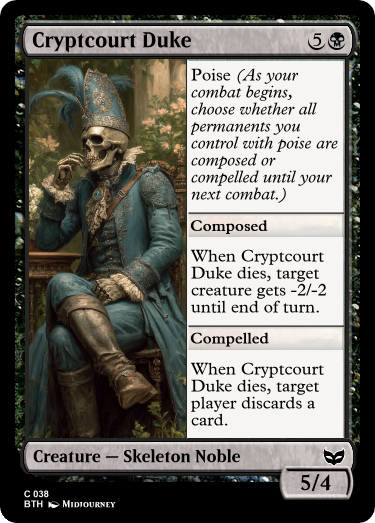 Cryptcourt Duke 5
Poise (As your
combat begins,
choose whether all
permanents you
control with poise are
composed or
compelled until your
next combat.)
Composed
When Cryptcourt
Duke dies, target
creature gets -2/-2
until end of turn.
Compelled
When Cryptcourt
Duke dies, target
player discards a
card.
Creature — Skeleton Noble
5/4
C 038
BTH Midjourney